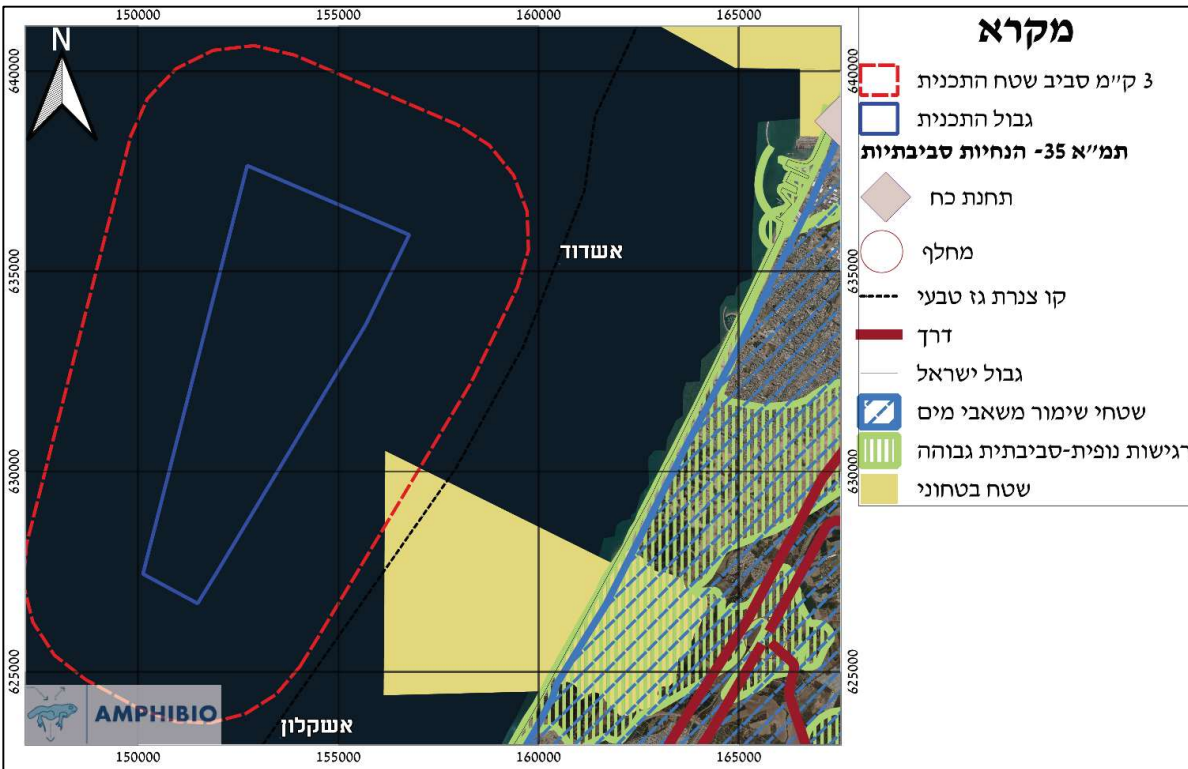 150000 155000 160000 165000
מקרא
3 ק״מ סביב שטח התכנית
גבול התכנית
תמ״א 35- הנחיות סביבתיות
תחנת כח
מחלף
קו צנרת גז טבעי
דרך
גבול ישראל
שטחי שימור משאבי מים
רגישות נופית-סביבתית גבוהה
שטח בטחוני
N
640000 640000
635000 635000
630000 630000
625000 625000
אשדוד
אשקלון
AMPHIBIO
150000 155000 160000 165000